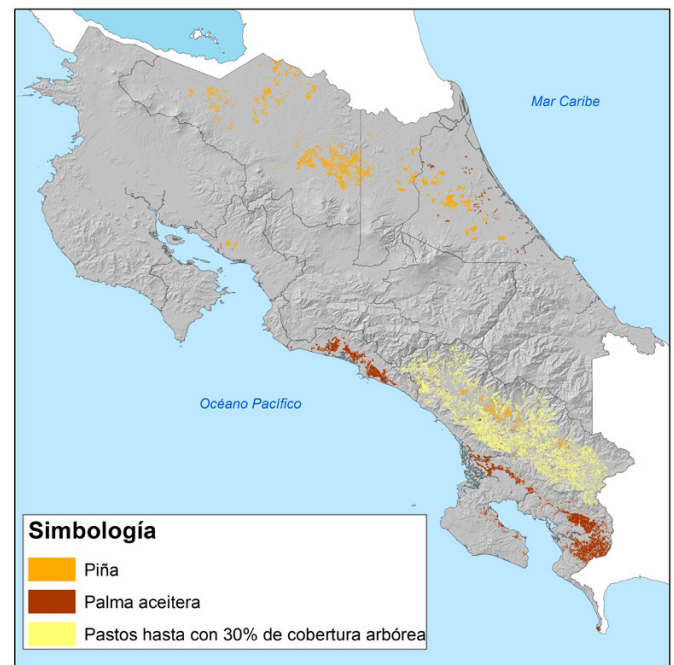 Mar Caribe
Océano Pacífico
Simbología
Piña
Palma aceitera
Pastos hasta con 30% de cobertura arbórea